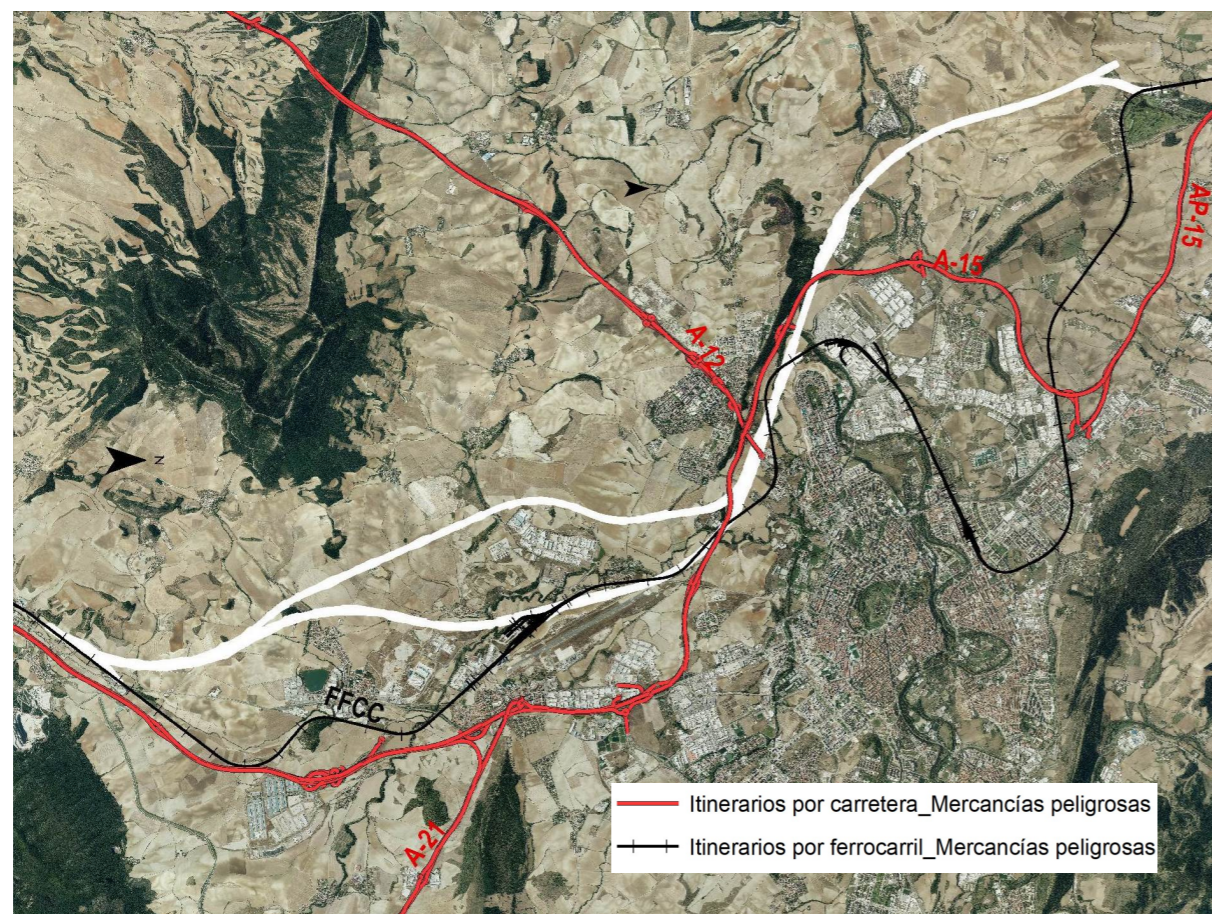 AP-15
A-15
A-12
N
FFCC
A-21
Itinerarios por carretera_Mercancías peligrosas
Itinerarios por ferrocarril_Mercancías peligrosas